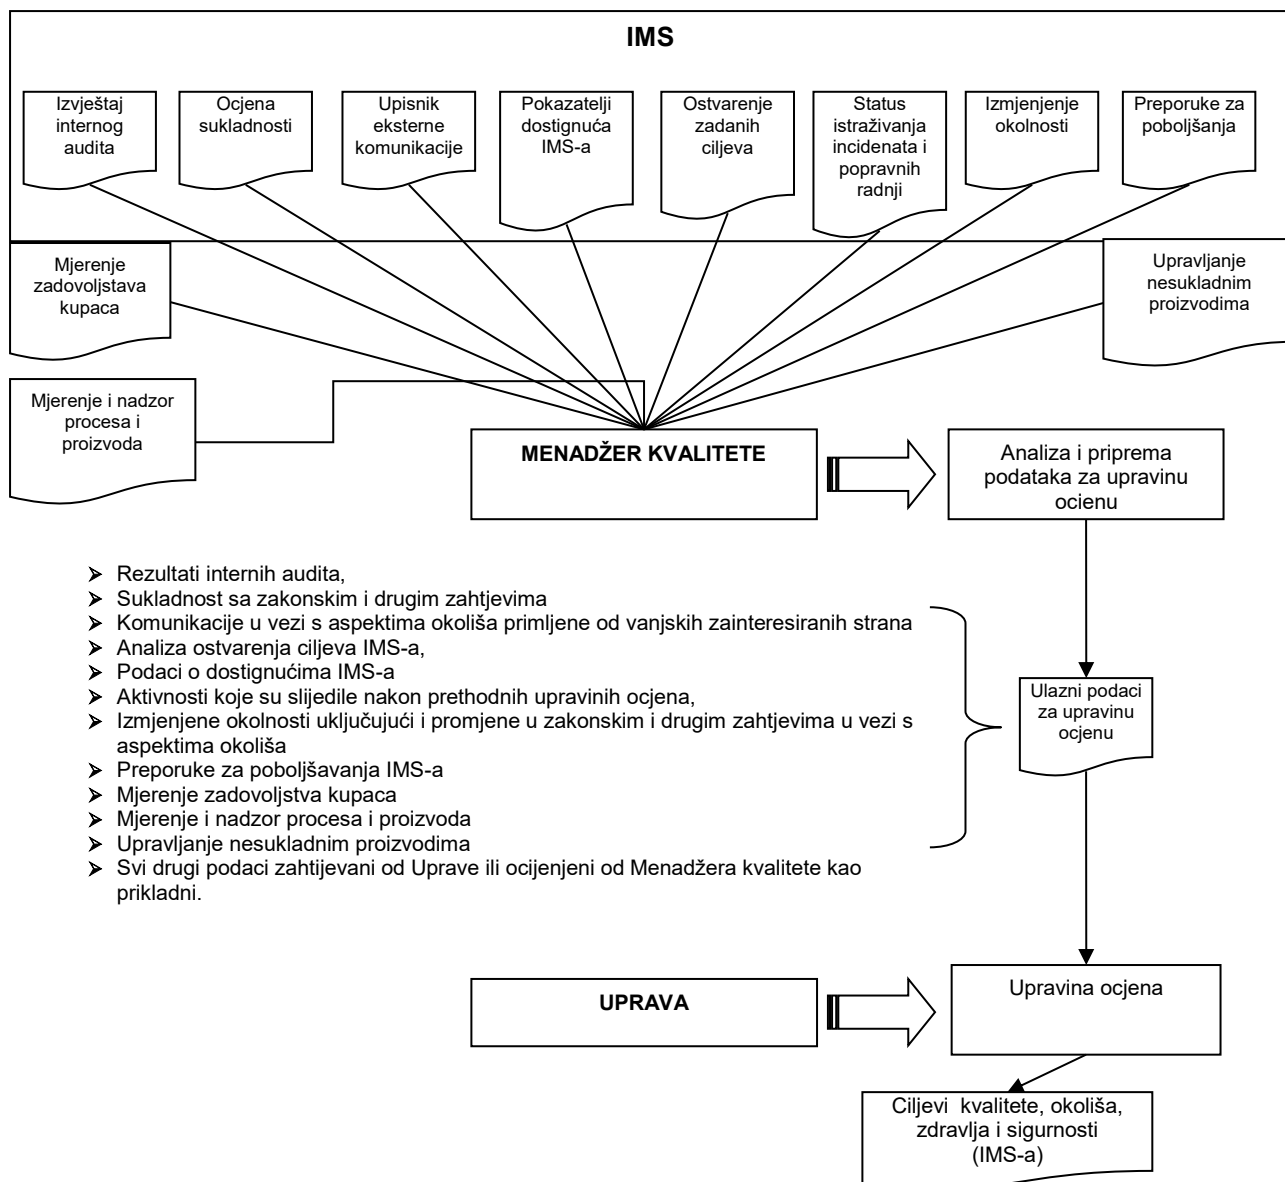 IMS
Izvještaj
internog
audita
Ocjena
sukladnosti
Upisnik
eksterne
komunikacije
Pokazatelji
dostignuća
IMS-a
Ostvarenje
zadanih
ciljeva
Status
istraživanja
incidenata i
popravnih
radnji
Izmjenjene
okolnosti
Preporuke za
poboljšanja
Mjerenje
zadovoljstava
kupaca
Upravljanje
nesukladnim
proizvodima
Mjerenje i nadzor
procesa i
proizvoda
MENADŽER KVALITETE
Analiza i priprema
podataka za upravinu
ocienu
➢ Rezultati internih audita,
➢ Sukladnost sa zakonskim i drugim zahtjevima
➢ Komunikacije u vezi s aspektima okoliša primljene od vanjskih zainteresiranih strana
➢ Analiza ostvarenja ciljeva IMS-a,
➢ Podaci o dostignućima IMS-a
➢ Aktivnosti koje su slijedile nakon prethodnih upravinih ocjena,
➢ Izmjenjene okolnosti uključujući i promjene u zakonskim i drugim zahtjevima u vezi s
aspektima okoliša
➢ Preporuke za poboljšavanja IMS-a
➢ Mjerenje zadovoljstva kupaca
➢ Mjerenje i nadzor procesa i proizvoda
➢ Upravljanje nesukladnim proizvodima
➢ Svi drugi podaci zahtijevani od Uprave ili ocijenjeni od Menadžera kvalitete kao
prikladni.
Ulazni podaci
za upravinu
ocjenu
UPRAVA
Upravina ocjena
Ciljevi  kvalitete, okoliša,
zdravlja i sigurnosti
(IMS-a)